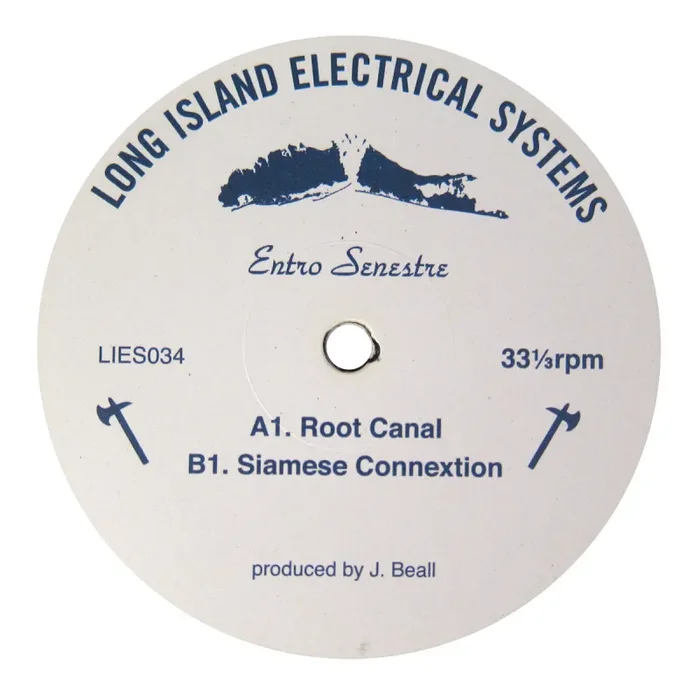 LONG ISLAND ELECTRICAL SYSTEMS
Entro Senestre
LIES034
33⅓rpm
A1. Root Canal
B1. Siamese Connextion
produced by J. Beall